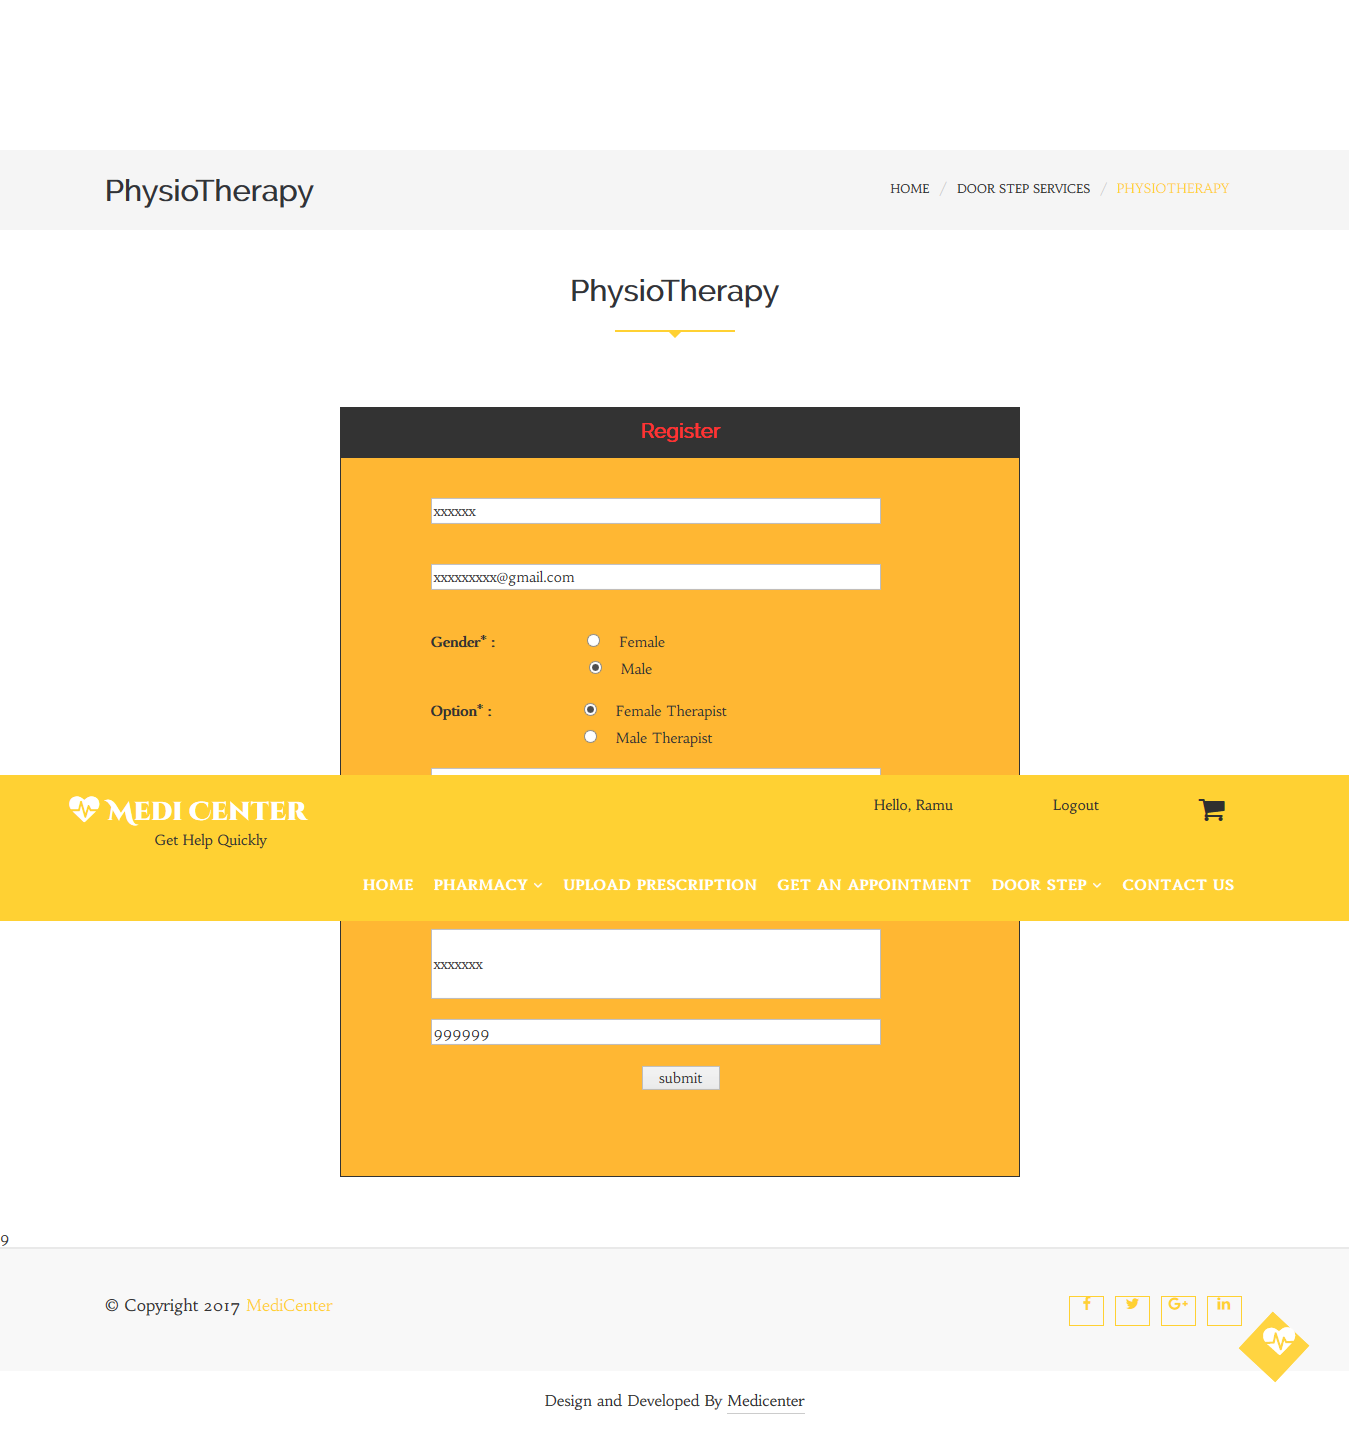 PhysioTherapy
HOME / DOOR STEP SERVICES / PHYSIOTHERAPY
PhysioTherapy
Register
xxxxxx
xxxxxxxxx@gmail.com
Gender* : Female
Male
Option* : Female Therapist
Male Therapist
MEDI CENTER
Get Help Quickly
Hello, Ramu Logout
HOME PHARMACY UPLOAD PRESCRIPTION GET AN APPOINTMENT DOOR STEP CONTACT US
xxxxxxx
999999
submit
9
© Copyright 2017 MediCenter
f G+ in
Design and Developed By Medicenter